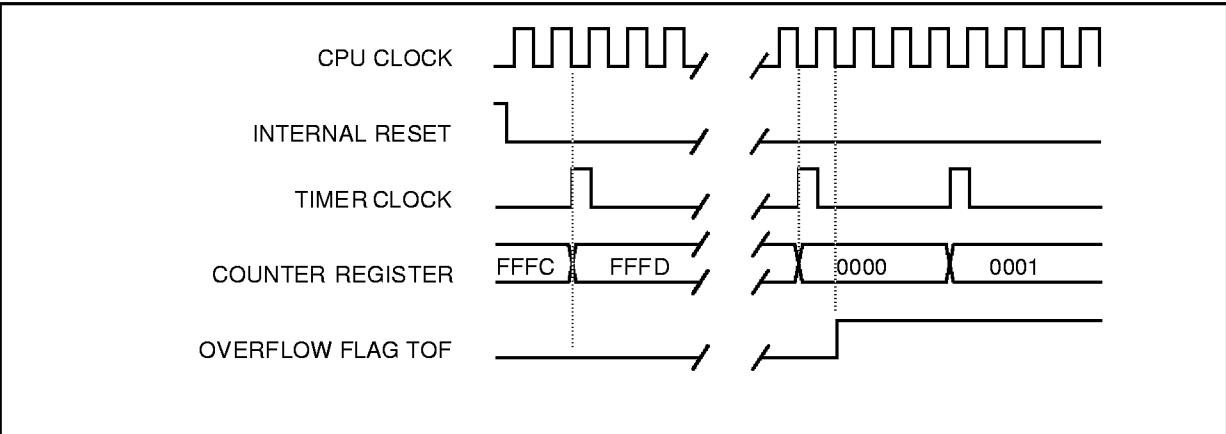 CPU CLOCK
INTERNAL RESET
TIMER CLOCK
COUNTER REGISTER FFFC FFFD 0000 0001
OVERFLOW FLAG TOF